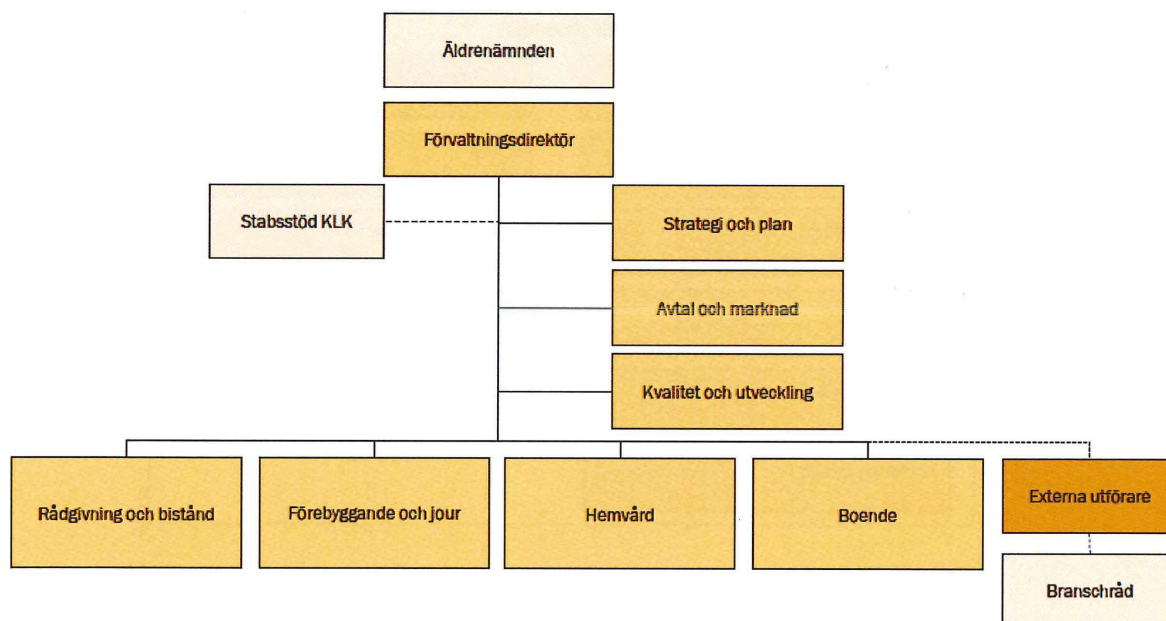 Äldrenämnden
Förvaltningsdirektör
Stabsstöd KLK
Strategi och plan
Avtal och marknad
Kvalitet och utveckling
Rådgivning och bistånd
Förebyggande och jour
Hemvård
Boende
Externa utförare
Branschråd